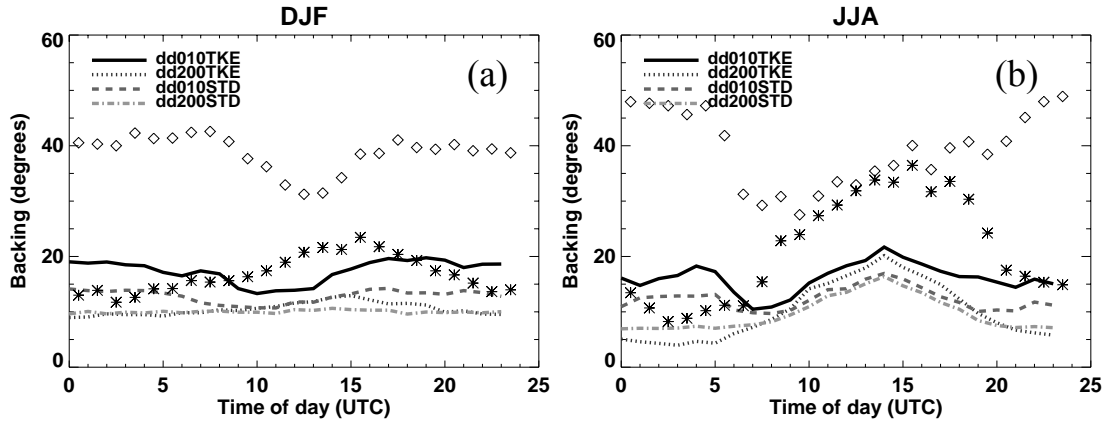 DJF
60
40
20
0
Backing (degrees)
dd010TKE
dd200TKE
dd010STD
dd200STD
(a)
0 5 10 15 20 25
Time of day (UTC)
JJA
60
40
20
0
Backing (degrees)
dd010TKE
dd200TKE
dd010STD
dd200STD
(b)
0 5 10 15 20 25
Time of day (UTC)